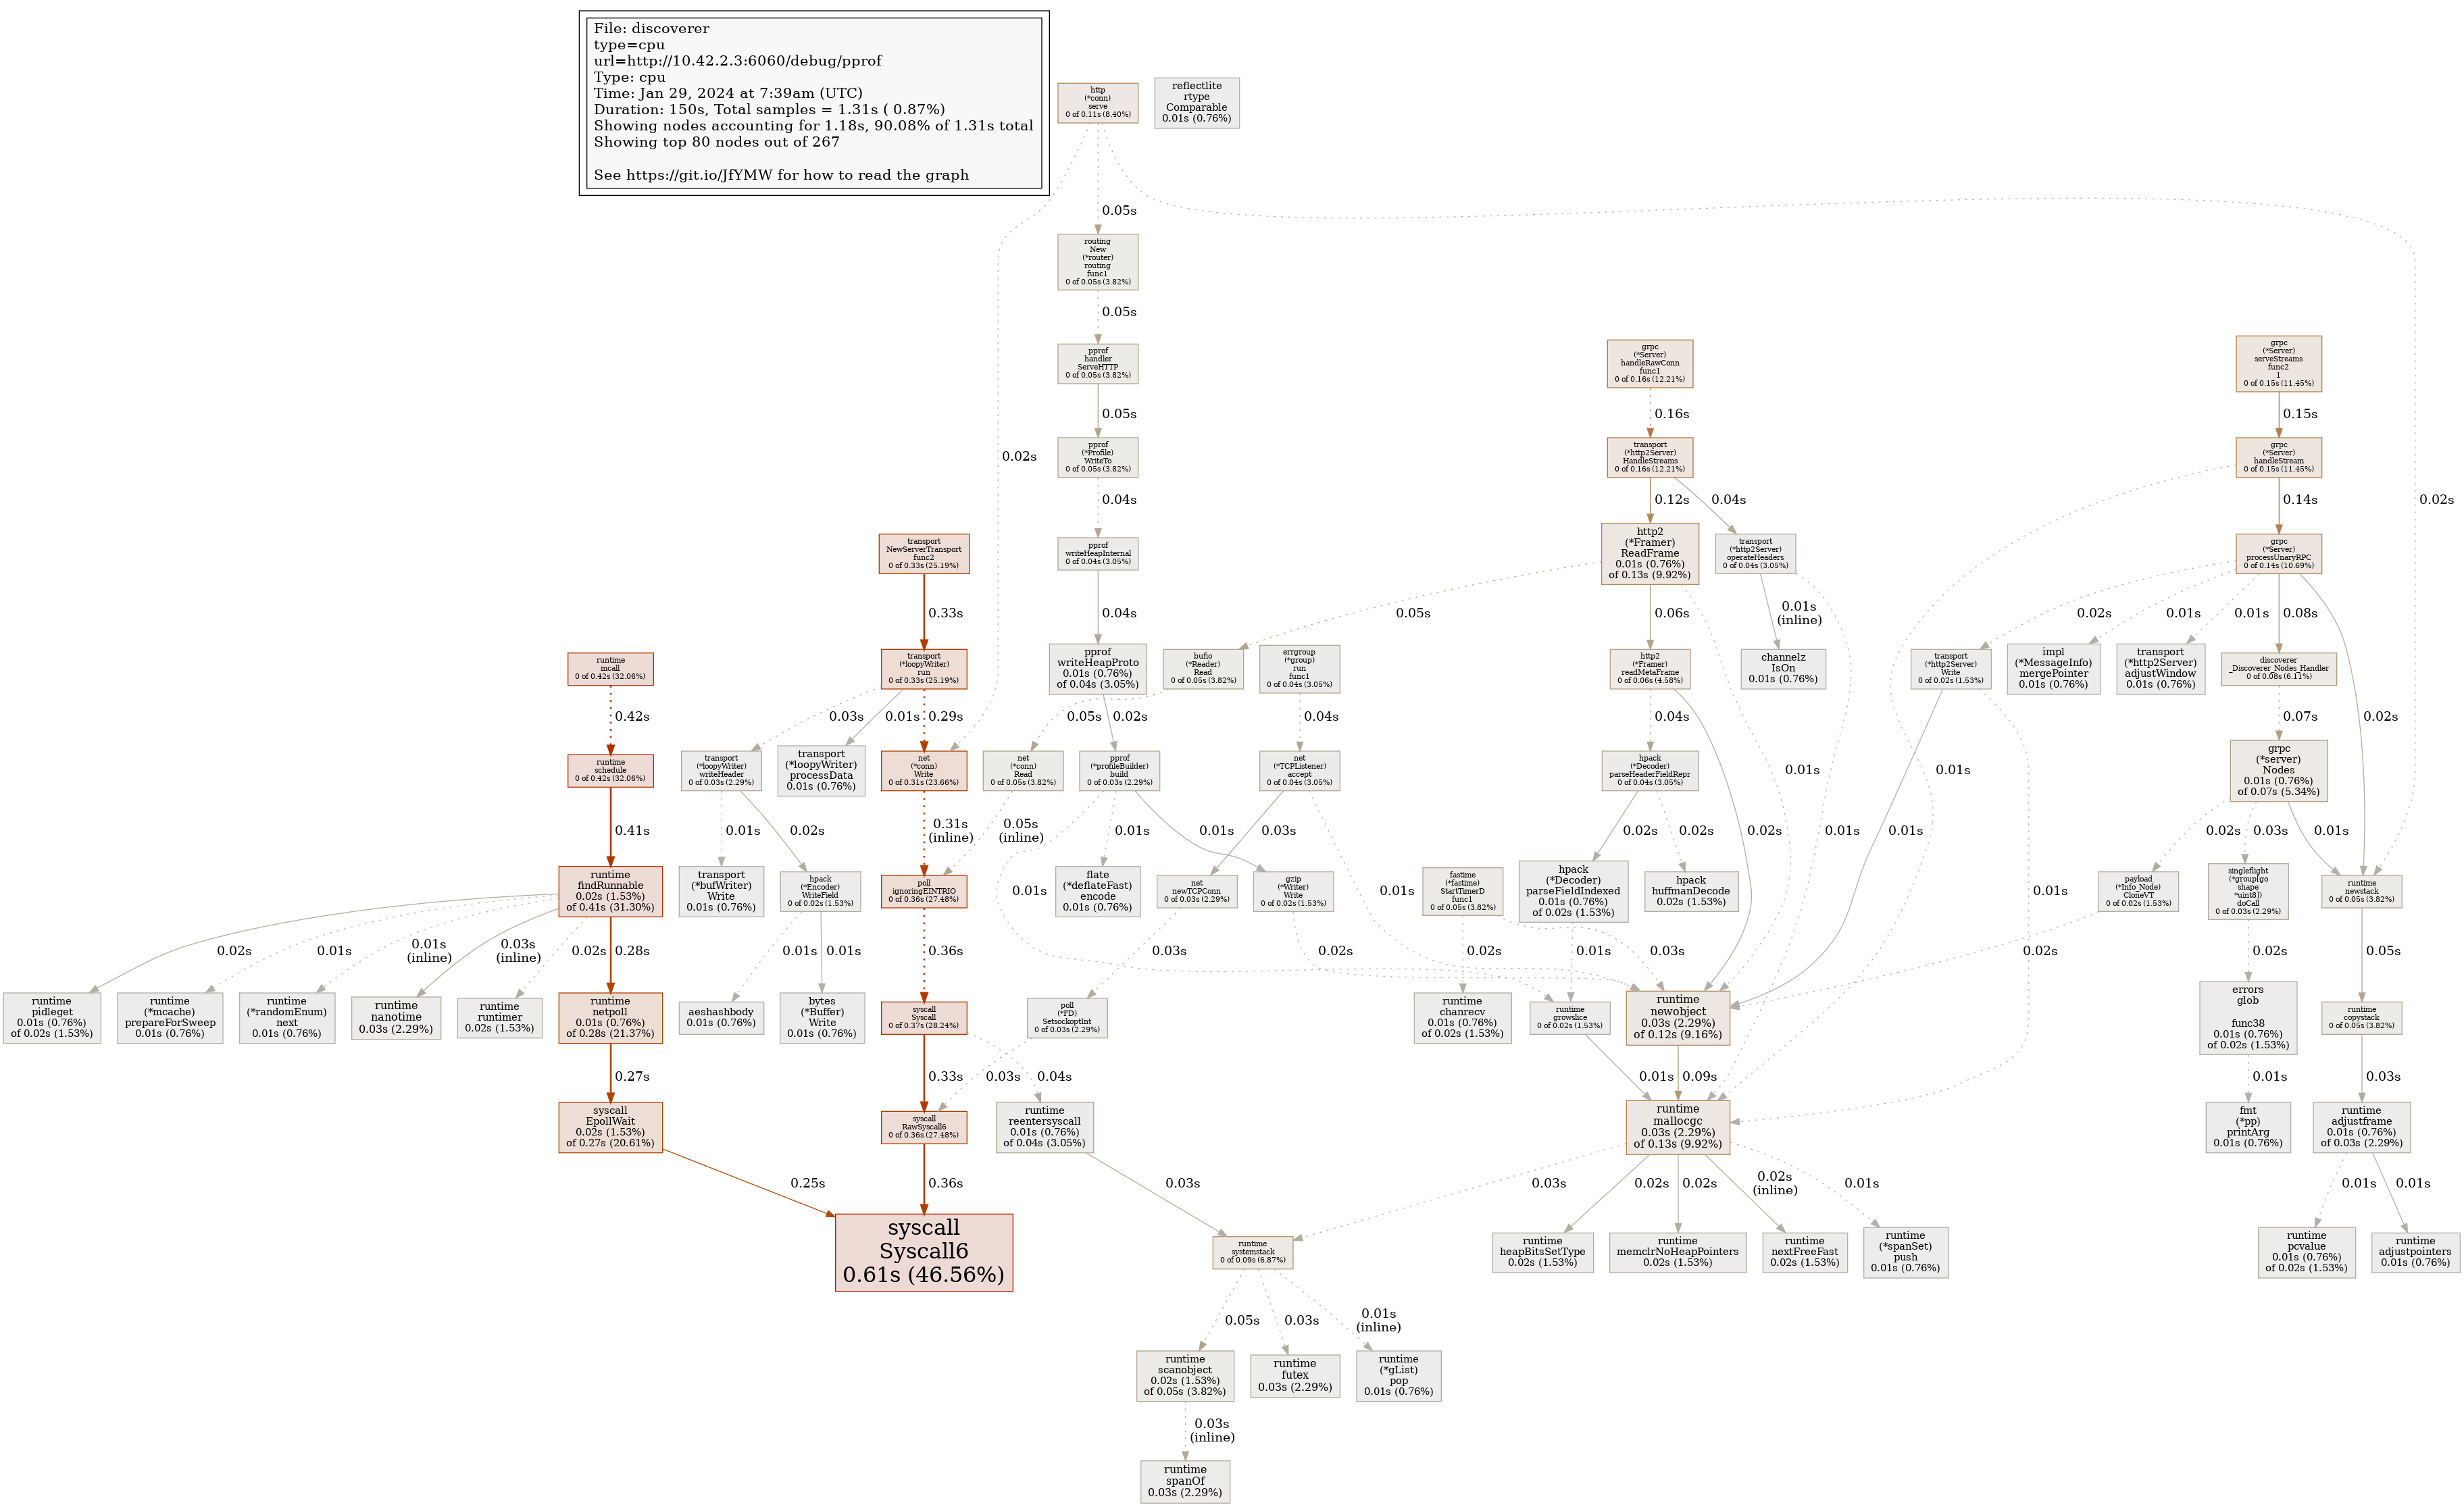 File: discoverer
type=cpu
url=http://10.42.2.3:6060/debug/pprof
Type: cpu
Time: Jan 29, 2024 at 7:39am (UTC)
Duration: 150s, Total samples = 1.31s ( 0.87%)
Showing nodes accounting for 1.18s, 90.08% of 1.31s total
Showing top 80 nodes out of 267
See https://git.io/JfYMW for how to read the graph
http
(*conn)
serve
0 of 0.11s (8.40%)
reflectlite
rtype
Comparable
0.01s (0.76%)
0.05s
routing
New
(*router)
routing
func1
0 of 0.05s (3.82%)
0.05s
pprof
handler
ServeHTTP
0 of 0.05s (3.82%)
grpc
(*Server)
handleRawConn
func1
0 of 0.16s (12.21%)
grpc
(*Server)
serveStreams
func2
1
0 of 0.15s (11.45%)
0.05s
0.16s
0.15s
0.02s
pprof
(*Profile)
WriteTo
0 of 0.05s (3.82%)
transport
(*http2Server)
HandleStreams
0 of 0.16s (12.21%)
grpc
(*Server)
handleStream
0 of 0.15s (11.45%)
0.02s
0.04s
0.12s
0.04s
0.14s
transport
NewServerTransport
func2
0 of 0.33s (25.19%)
pprof
writeHeapInternal
0 of 0.04s (3.05%)
http2
(*Framer)
ReadFrame
0.01s (0.76%)
of 0.13s (9.92%)
transport
(*http2Server)
operateHeaders
0 of 0.04s (3.05%)
grpc
(*Server)
processUnaryRPC
0 of 0.14s (10.69%)
0.33s
0.04s
0.05s
0.06s
0.01s
(inline)
0.02s
0.01s
0.01s
0.08s
runtime
mcall
0 of 0.42s (32.06%)
transport
(*loopyWriter)
run
0 of 0.33s (25.19%)
pprof
writeHeapProto
0.01s (0.76%)
of 0.04s (3.05%)
bufio
(*Reader)
Read
0 of 0.05s (3.82%)
errgroup
(*group)
run
func1
0 of 0.04s (3.05%)
http2
(*Framer)
readMetaFrame
0 of 0.06s (4.58%)
channelz
IsOn
0.01s (0.76%)
transport
(*http2Server)
Write
0 of 0.02s (1.53%)
impl
(*MessageInfo)
mergePointer
0.01s (0.76%)
transport
(*http2Server)
adjustWindow
0.01s (0.76%)
discoverer
_Discoverer_Nodes_Handler
0 of 0.08s (6.11%)
0.42s
0.03s
0.01s
0.29s
0.05s
0.02s
0.04s
0.04s
0.01s
0.01s
0.07s
0.02s
runtime
schedule
0 of 0.42s (32.06%)
transport
(*loopyWriter)
writeHeader
0 of 0.03s (2.29%)
transport
(*loopyWriter)
processData
0.01s (0.76%)
net
(*conn)
Write
0 of 0.31s (23.66%)
net
(*conn)
Read
0 of 0.05s (3.82%)
pprof
(*profileBuilder)
build
0 of 0.03s (2.29%)
net
(*TCPListener)
accept
0 of 0.04s (3.05%)
hpack
(*Decoder)
parseHeaderFieldRepr
0 of 0.04s (3.05%)
grpc
(*server)
Nodes
0.01s (0.76%)
of 0.07s (5.34%)
0.41s
0.01s
0.02s
0.31s
(inline)
0.05s
(inline)
0.01s
0.01s
0.03s
0.02s
0.02s
0.02s
0.01s
0.01s
0.02s
0.03s
0.01s
runtime
findRunnable
0.02s (1.53%)
of 0.41s (31.30%)
transport
(*bufWriter)
Write
0.01s (0.76%)
hpack
(*Encoder)
WriteField
0 of 0.02s (1.53%)
poll
ignoringEINTRIO
0 of 0.36s (27.48%)
0.01s
flate
(*deflateFast)
encode
0.01s (0.76%)
net
newTCPConn
0 of 0.03s (2.29%)
gzip
(*Writer)
Write
0 of 0.02s (1.53%)
0.01s
fastime
(*fastime)
StartTimerD
func1
0 of 0.05s (3.82%)
hpack
(*Decoder)
parseFieldIndexed
0.01s (0.76%)
of 0.02s (1.53%)
hpack
huffmanDecode
0.02s (1.53%)
0.01s
payload
(*Info_Node)
CloneVT
0 of 0.02s (1.53%)
singleflight
(*group[go
shape
*uint8])
doCall
0 of 0.03s (2.29%)
runtime
newstack
0 of 0.05s (3.82%)
0.02s
0.01s
0.01s
(inline)
0.03s
(inline)
0.02s
0.28s
0.01s
0.01s
0.36s
0.03s
0.02s
0.02s
0.03s
0.01s
0.02s
0.02s
0.05s
runtime
pidleget
0.01s (0.76%)
of 0.02s (1.53%)
runtime
(*mcache)
prepareForSweep
0.01s (0.76%)
runtime
(*randomEnum)
next
0.01s (0.76%)
runtime
nanotime
0.03s (2.29%)
runtime
runtimer
0.02s (1.53%)
runtime
netpoll
0.01s (0.76%)
of 0.28s (21.37%)
aeshashbody
0.01s (0.76%)
bytes
(*Buffer)
Write
0.01s (0.76%)
syscall
Syscall
0 of 0.37s (28.24%)
poll
(*FD)
SetsockoptInt
0 of 0.03s (2.29%)
runtime
chanrecv
0.01s (0.76%)
of 0.02s (1.53%)
runtime
growslice
0 of 0.02s (1.53%)
runtime
newobject
0.03s (2.29%)
of 0.12s (9.16%)
errors
glob
func38
0.01s (0.76%)
of 0.02s (1.53%)
runtime
copystack
0 of 0.05s (3.82%)
0.27s
0.33s
0.03s
0.04s
0.01s
0.09s
0.01s
0.03s
syscall
EpollWait
0.02s (1.53%)
of 0.27s (20.61%)
syscall
RawSyscall6
0 of 0.36s (27.48%)
runtime
reentersyscall
0.01s (0.76%)
of 0.04s (3.05%)
runtime
mallocgc
0.03s (2.29%)
of 0.13s (9.92%)
fmt
(*pp)
printArg
0.01s (0.76%)
runtime
adjustframe
0.01s (0.76%)
of 0.03s (2.29%)
0.25s
0.36s
0.03s
0.03s
0.02s
0.02s
0.02s
(inline)
0.01s
0.01s
0.01s
syscall
Syscall6
0.61s (46.56%)
runtime
systemstack
0 of 0.09s (6.87%)
runtime
heapBitsSetType
0.02s (1.53%)
runtime
memclrNoHeapPointers
0.02s (1.53%)
runtime
nextFreeFast
0.02s (1.53%)
runtime
(*spanSet)
push
0.01s (0.76%)
runtime
pcvalue
0.01s (0.76%)
of 0.02s (1.53%)
runtime
adjustpointers
0.01s (0.76%)
0.05s
0.03s
0.01s
(inline)
runtime
scanobject
0.02s (1.53%)
of 0.05s (3.82%)
runtime
futex
0.03s (2.29%)
runtime
(*gList)
pop
0.01s (0.76%)
0.03s
(inline)
runtime
spanOf
0.03s (2.29%)